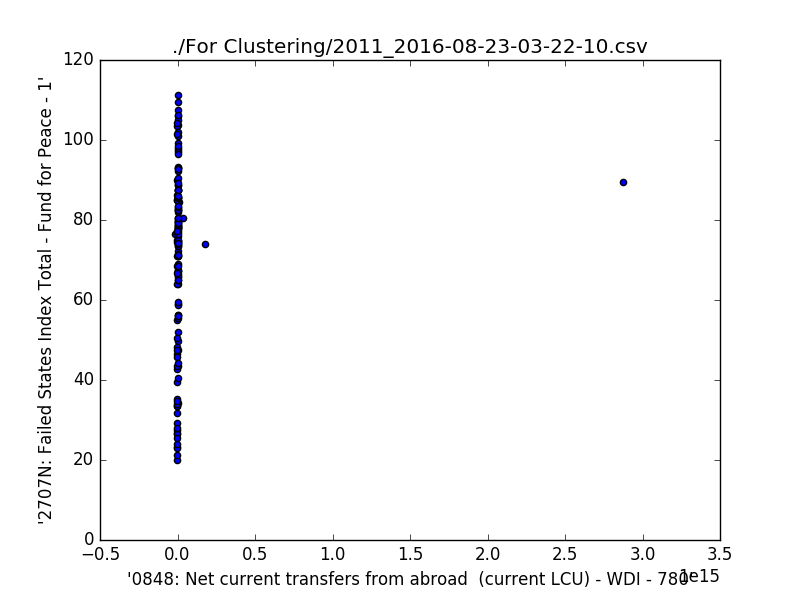 ./For Clustering/2011_2016-08-23-03-22-10.csv
120
100
80
60
40
20
0
'2707N: Failed States Index Total - Fund for Peace - 1'
−0.5 0.0 0.5 1.0 1.5 2.0 2.5 3.0 3.5
1e15
'0848: Net current transfers from abroad  (current LCU) - WDI - 780'